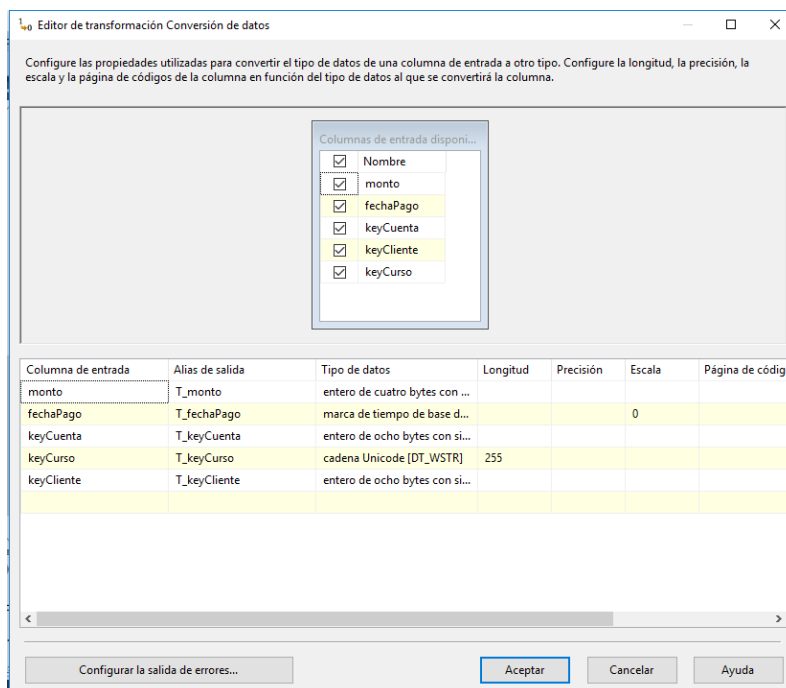 Editor de transformación Conversión de datos
Configure las propiedades utilizadas para convertir el tipo de datos de una columna de entrada a otro tipo. Configure la longitud, la precisión, la
escala y la página de códigos de la columna en función del tipo de datos al que se convertirá la columna.
Columnas de entrada disponi...
Nombre
monto
fechaPago
keyCuenta
keyCliente
keyCurso
Columna de entrada Alias de salida Tipo de datos Longitud Precisión Escala Página de códig
monto T_monto entero de cuatro bytes con ...
fechaPago T_fechaPago marca de tiempo de base d... 0
keyCuenta T_keyCuenta entero de ocho bytes con si...
keyCurso T_keyCurso cadena Unicode [DT_WSTR] 255
keyCliente T_keyCliente entero de ocho bytes con si...
Configurar la salida de errores... Aceptar Cancelar Ayuda